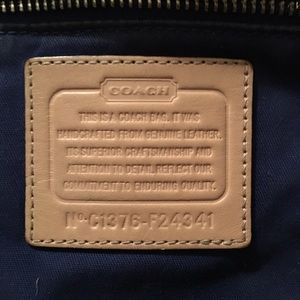 COACH
THIS IS A COACH BAG. IT WAS
HANDCRAFTED FROM GENUINE LEATHER.
ITS SUPERIOR CRAFTSMANSHIP AND
ATTENTION TO DETAIL REFLECT OUR
COMMITMENT TO ENDURING QUALITY.
Nº C1376-F24341